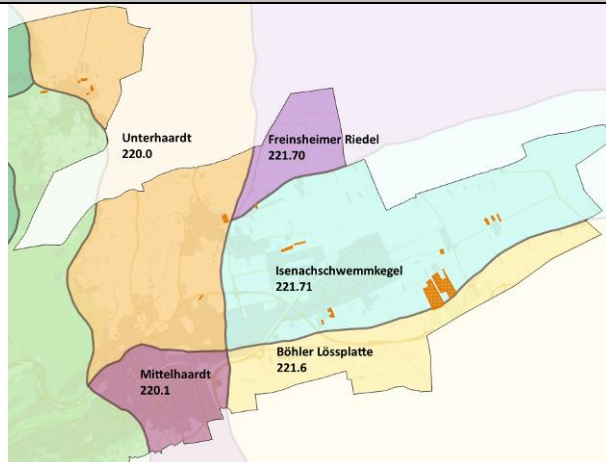 Unterhaardt
220.0
Freinsheimer Riedel
221.70
Isenachschwemmkegel
221.71
Böhler Lössplatte
221.6
Mittelhaardt
220.1